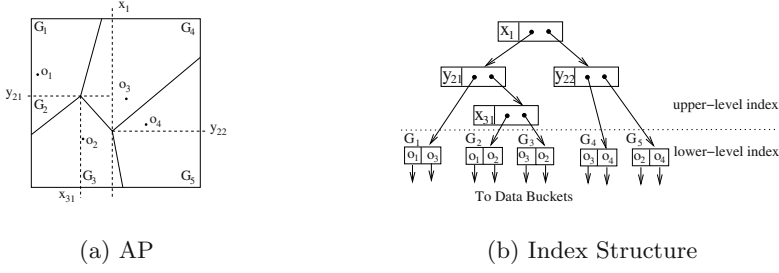 x1
G1
G4
o1
o3
y21
G2
o4
o2
y22
G3
G5
x31
(a) AP
x1
y21
y22
x31
upper-level index
lower-level index
G1 G2 G3 G4 G5
o1 o3 o1 o2 o3 o2 o3 o4 o2 o4
To Data Buckets
(b) Index Structure